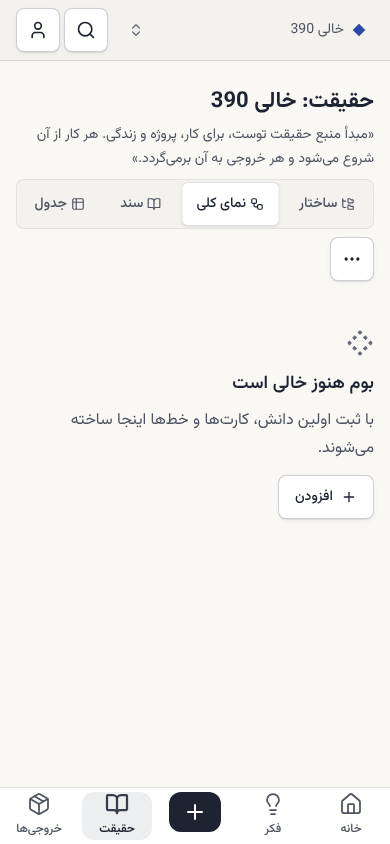 خالی 390
حقیقت: خالی 390
«مبدأ منبع حقیقت توست، برای کار، پروژه و زندگی. هر کار از آن
شروع می‌شود و هر خروجی به آن برمی‌گردد.»
ساختار
نمای کلی
سند
جدول
بوم هنوز خالی است
با ثبت اولین دانش، کارت‌ها و خط‌ها اینجا ساخته
می‌شوند.
افزودن
خانه
فکر
حقیقت
خروجی‌ها